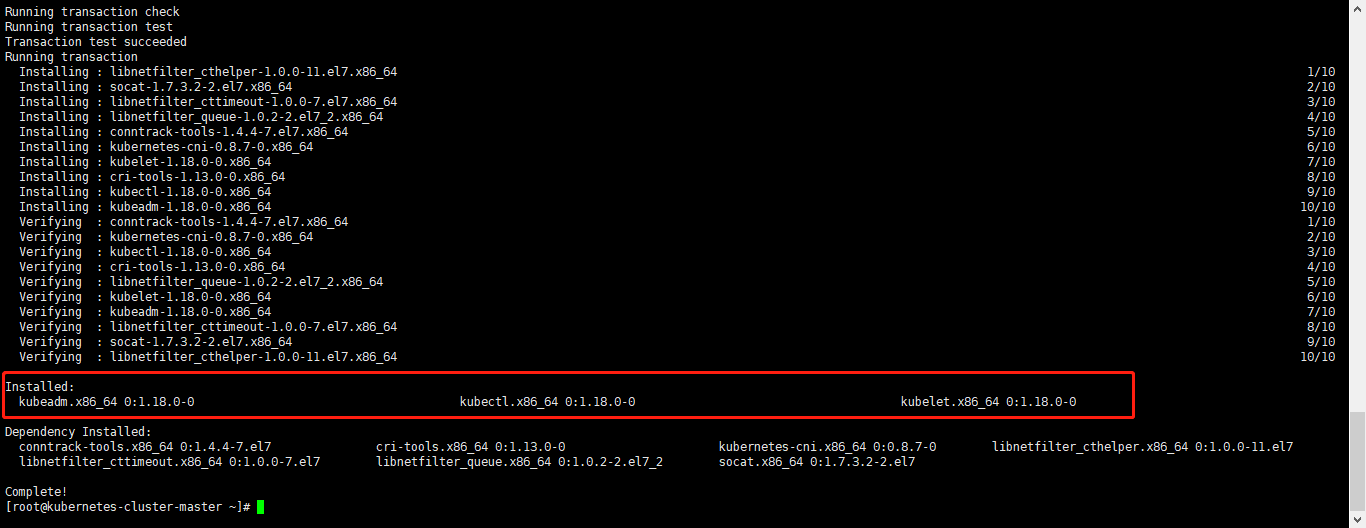 Running transaction check
Running transaction test
Transaction test succeeded
Running transaction
  Installing : libnetfilter_cthelper-1.0.0-11.el7.x86_64 1/10
  Installing : socat-1.7.3.2-2.el7.x86_64 2/10
  Installing : libnetfilter_cttimeout-1.0.0-7.el7.x86_64 3/10
  Installing : libnetfilter_queue-1.0.2-2.el7_2.x86_64 4/10
  Installing : conntrack-tools-1.4.4-7.el7.x86_64 5/10
  Installing : kubernetes-cni-0.8.7-0.x86_64 6/10
  Installing : kubelet-1.18.0-0.x86_64 7/10
  Installing : cri-tools-1.13.0-0.x86_64 8/10
  Installing : kubectl-1.18.0-0.x86_64 9/10
  Installing : kubeadm-1.18.0-0.x86_64 10/10
  Verifying  : conntrack-tools-1.4.4-7.el7.x86_64 1/10
  Verifying  : kubernetes-cni-0.8.7-0.x86_64 2/10
  Verifying  : kubectl-1.18.0-0.x86_64 3/10
  Verifying  : cri-tools-1.13.0-0.x86_64 4/10
  Verifying  : libnetfilter_queue-1.0.2-2.el7_2.x86_64 5/10
  Verifying  : kubelet-1.18.0-0.x86_64 6/10
  Verifying  : kubeadm-1.18.0-0.x86_64 7/10
  Verifying  : libnetfilter_cttimeout-1.0.0-7.el7.x86_64 8/10
  Verifying  : socat-1.7.3.2-2.el7.x86_64 9/10
  Verifying  : libnetfilter_cthelper-1.0.0-11.el7.x86_64 10/10
Installed:
  kubeadm.x86_64 0:1.18.0-0 kubectl.x86_64 0:1.18.0-0 kubelet.x86_64 0:1.18.0-0
Dependency Installed:
  conntrack-tools.x86_64 0:1.4.4-7.el7 cri-tools.x86_64 0:1.13.0-0 kubernetes-cni.x86_64 0:0.8.7-0 libnetfilter_cthelper.x86_64 0:1.0.0-11.el7
  libnetfilter_cttimeout.x86_64 0:1.0.0-7.el7 libnetfilter_queue.x86_64 0:1.0.2-2.el7_2 socat.x86_64 0:1.7.3.2-2.el7
Complete!
[root@kubernetes-cluster-master ~]#